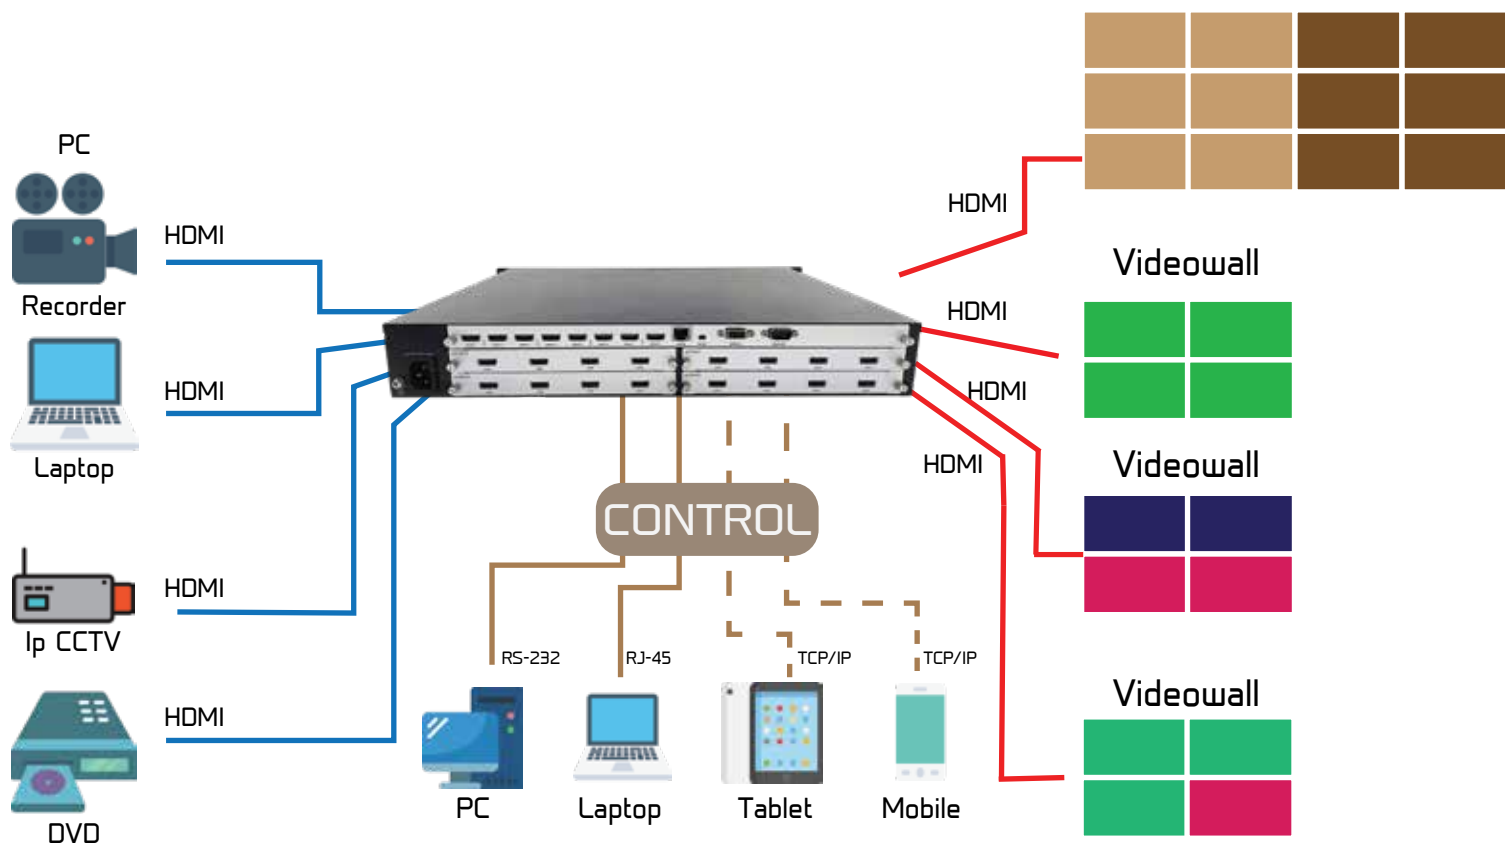 PC
HDMI
Recorder
HDMI
Laptop
HDMI
Ip CCTV
HDMI
DVD
HDMI
HDMI
HDMI
HDMI
Videowall
Videowall
Videowall
CONTROL
RS-232
RJ-45
TCP/IP
TCP/IP
PC
Laptop
Tablet
Mobile